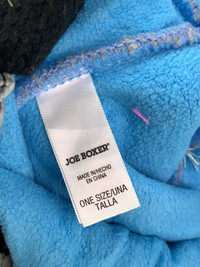 JOE BOXER®
MADE IN/HECHO
EN CHINA
ONE SIZE/UNA
TALLA